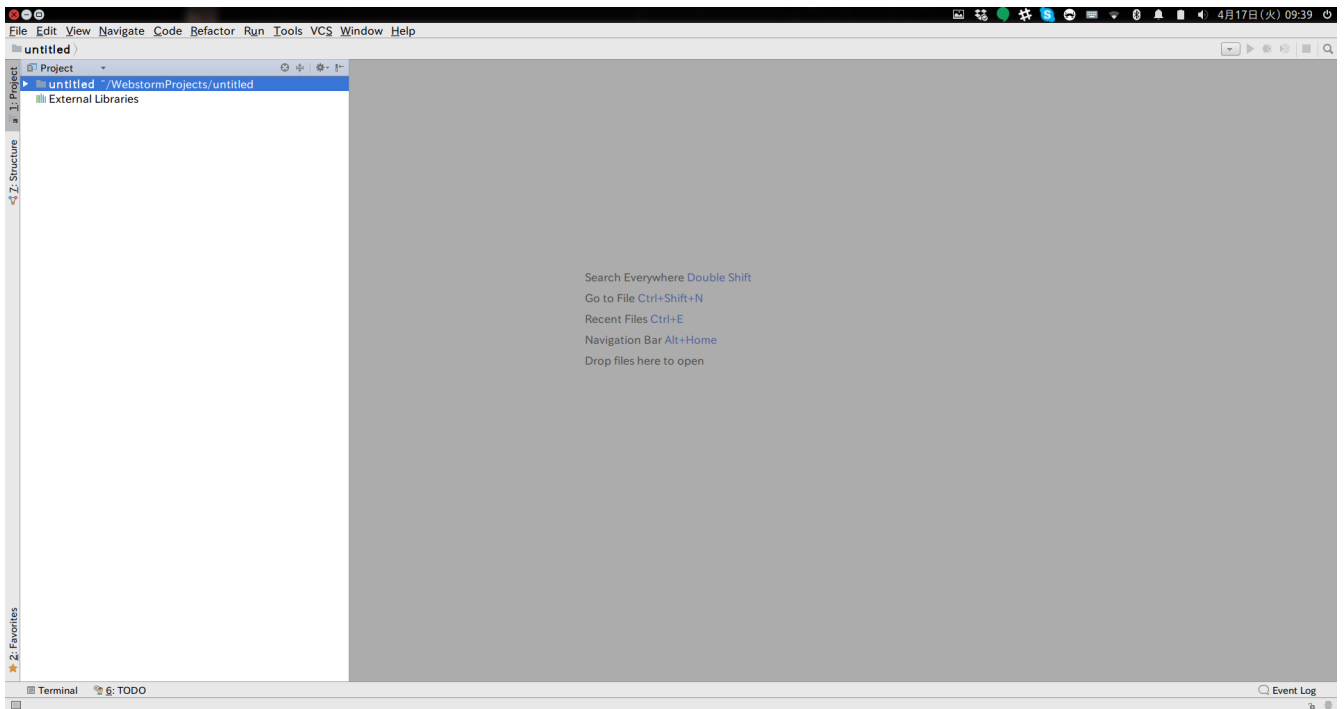 4月17日(火) 09:39
File Edit View Navigate Code Refactor Run Tools VCS Window Help
untitled
Project
untitled ~/WebstormProjects/untitled
External Libraries
1: Project
7: Structure
2: Favorites
Search Everywhere Double Shift
Go to File Ctrl+Shift+N
Recent Files Ctrl+E
Navigation Bar Alt+Home
Drop files here to open
Terminal 6: TODO Event Log